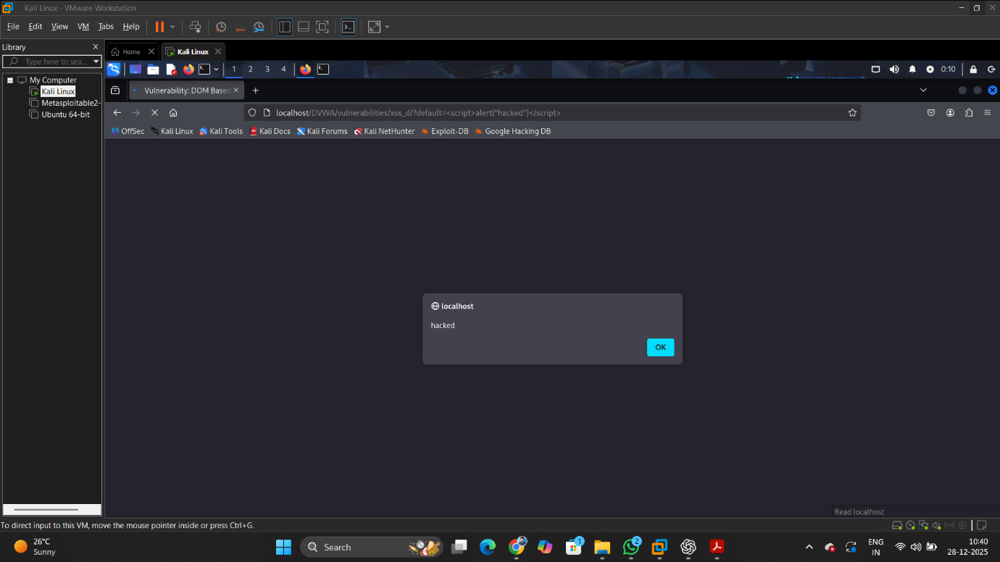 Kali Linux - VMware Workstation
File Edit View VM Tabs Help
Library
Type here to sea...
My Computer
Kali Linux
Metasploitable2-
Ubuntu 64-bit
Home
Kali Linux
1 2 3 4
0:10
Vulnerability: DOM Based
localhost/DVWA/vulnerabilities/xss_d/?default=<script>alert("hacked")</script>
OffSec Kali Linux Kali Tools Kali Docs Kali Forums Kali NetHunter Exploit-DB Google Hacking DB
localhost
hacked
OK
Read localhost
To direct input to this VM, move the mouse pointer inside or press Ctrl+G.
26°C
Sunny
Search
1
2
ENG
IN
10:40
28-12-2025